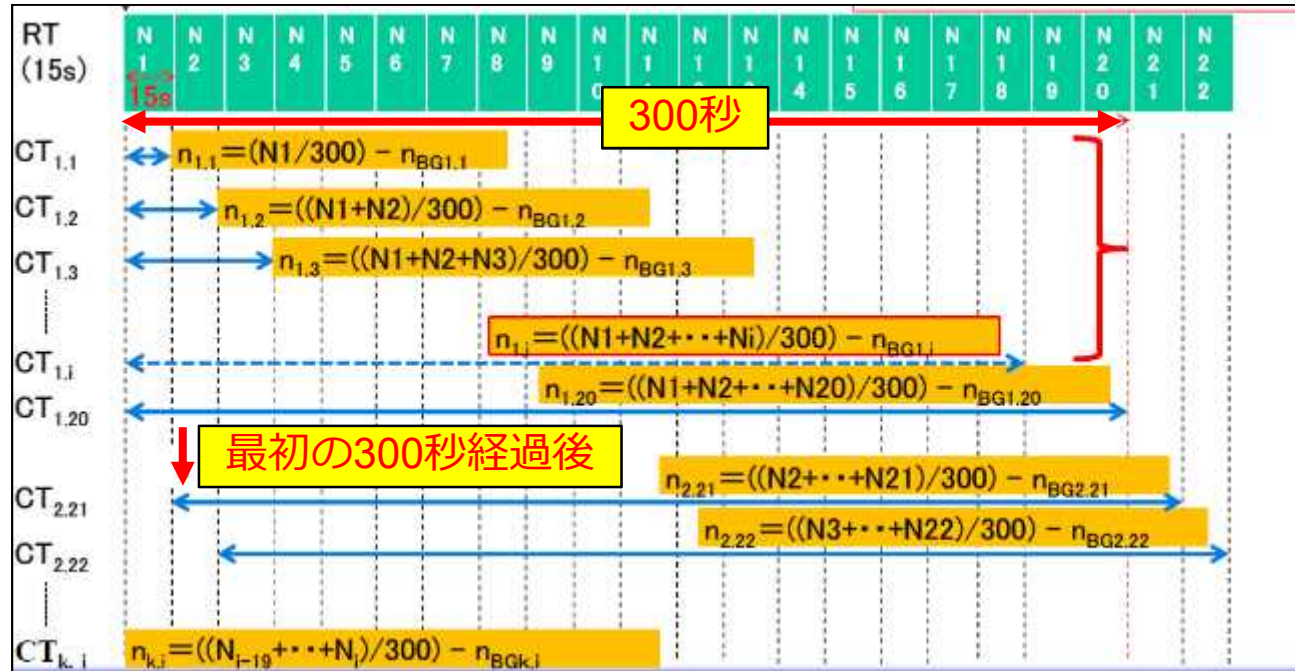 RT
(15s)
N1 N2 N3 N4 N5 N6 N7 N8 N9 N10 N14 N15 N16 N17 N18 N19 N20 N21 N22
15s
300秒
CT1.1 n1.1=(N1/300) − nBG1.1
CT1.2 n1.2=((N1+N2)/300) − nBG1.2
CT1.3 n1.3=((N1+N2+N3)/300) − nBG1.3
CT1.i n1.i=((N1+N2+・・+Ni)/300) − nBG1.i
CT1.20 n1.20=((N1+N2+・・+N20)/300) − nBG1.20
最初の300秒経過後
CT2.21 n2.21=((N2+・・+N21)/300) − nBG2.21
CT2.22 n2.22=((N3+・・+N22)/300) − nBG2.22
CTk. i nk.i=((Ni−19+・・+Ni)/300) − nBGk.i